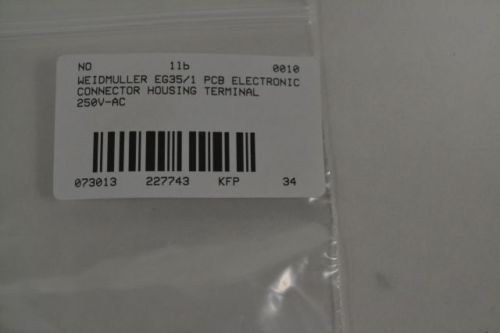 NO 1lb 0010
WEIDMULLER EG35/1 PCB ELECTRONIC
CONNECTOR HOUSING TERMINAL
250V-AC
073013 227743 KFP 34